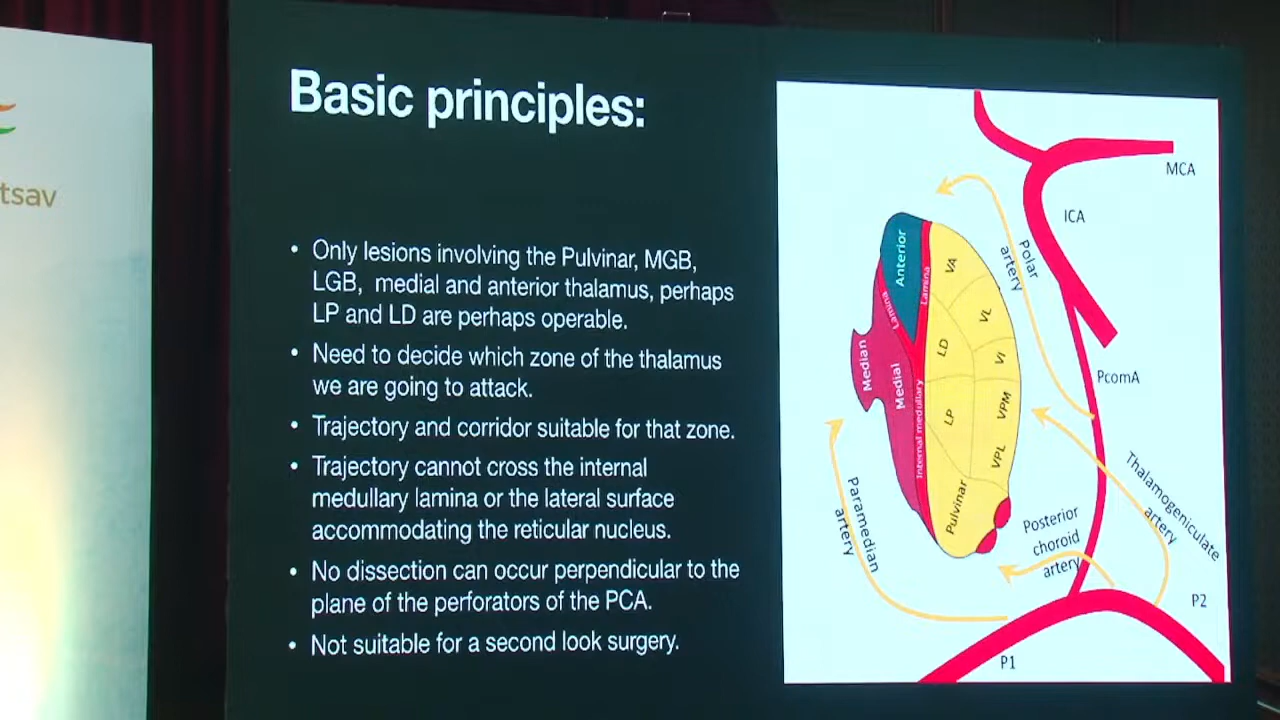 tsav
Basic principles:
• Only lesions involving the Pulvinar, MGB,
LGB, medial and anterior thalamus, perhaps
LP and LD are perhaps operable.
• Need to decide which zone of the thalamus
we are going to attack.
• Trajectory and corridor suitable for that zone.
• Trajectory cannot cross the internal
medullary lamina or the lateral surface
accommodating the reticular nucleus.
• No dissection can occur perpendicular to the
plane of the perforators of the PCA.
• Not suitable for a second look surgery.
MCA
ICA
Polar
artery
PcomA
Thalamogeniculate
artery
Posterior
choroid
artery
Paramedian
artery
P2
P1
Anterior
Lamina
Lamina
Median
Medial
Internal medullary
VA
VL
LD
VI
LP
VPM
VPL
Pulvinar